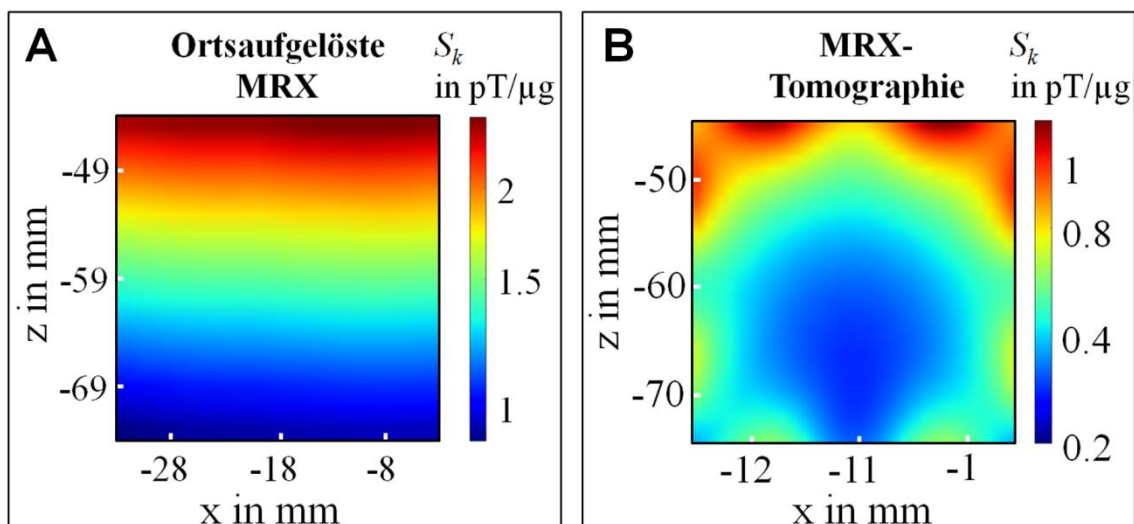 A
Ortsaufgelöste
MRX
S_k
in pT/µg
-49
-59
-69
z in mm
-28 -18 -8
x in mm
2
1.5
1
B
MRX-
Tomographie
S_k
in pT/µg
-50
-60
-70
z in mm
-12 -11 -1
x in mm
1
0.8
0.4
0.2